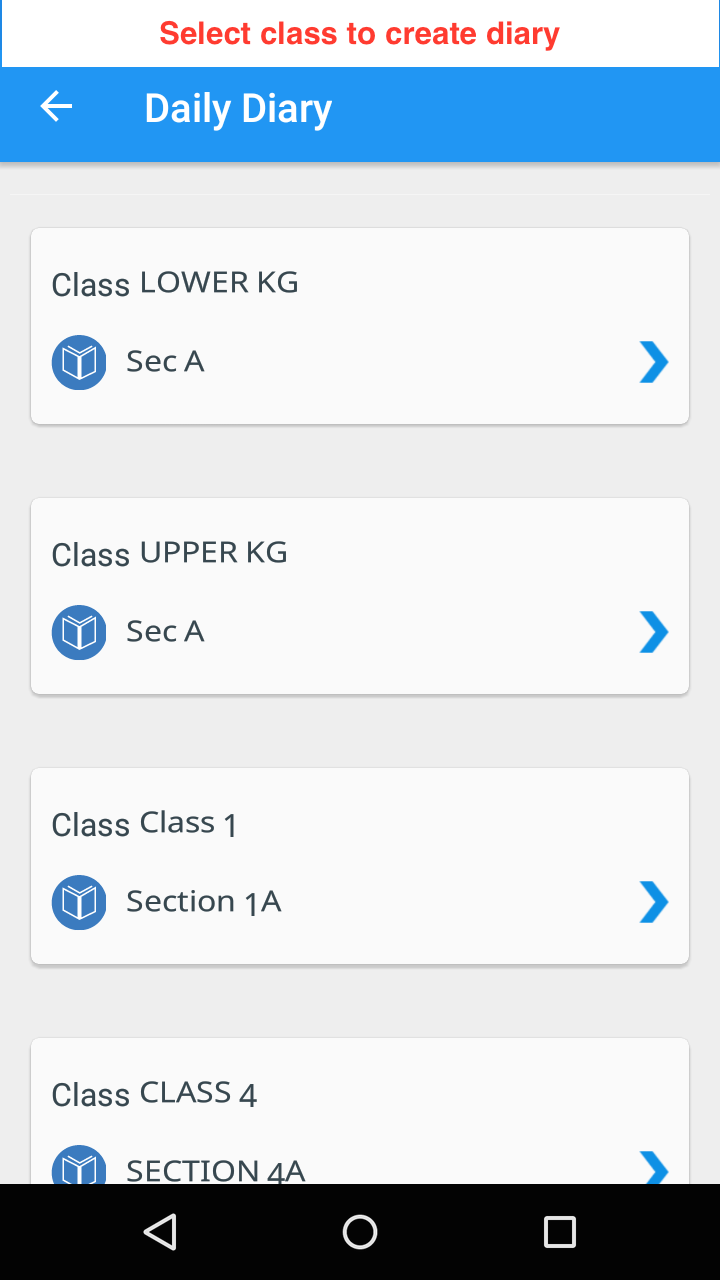 Select class to create diary
Daily Diary
Class LOWER KG
Sec A
Class UPPER KG
Sec A
Class Class 1
Section 1A
Class CLASS 4
SECTION 4A